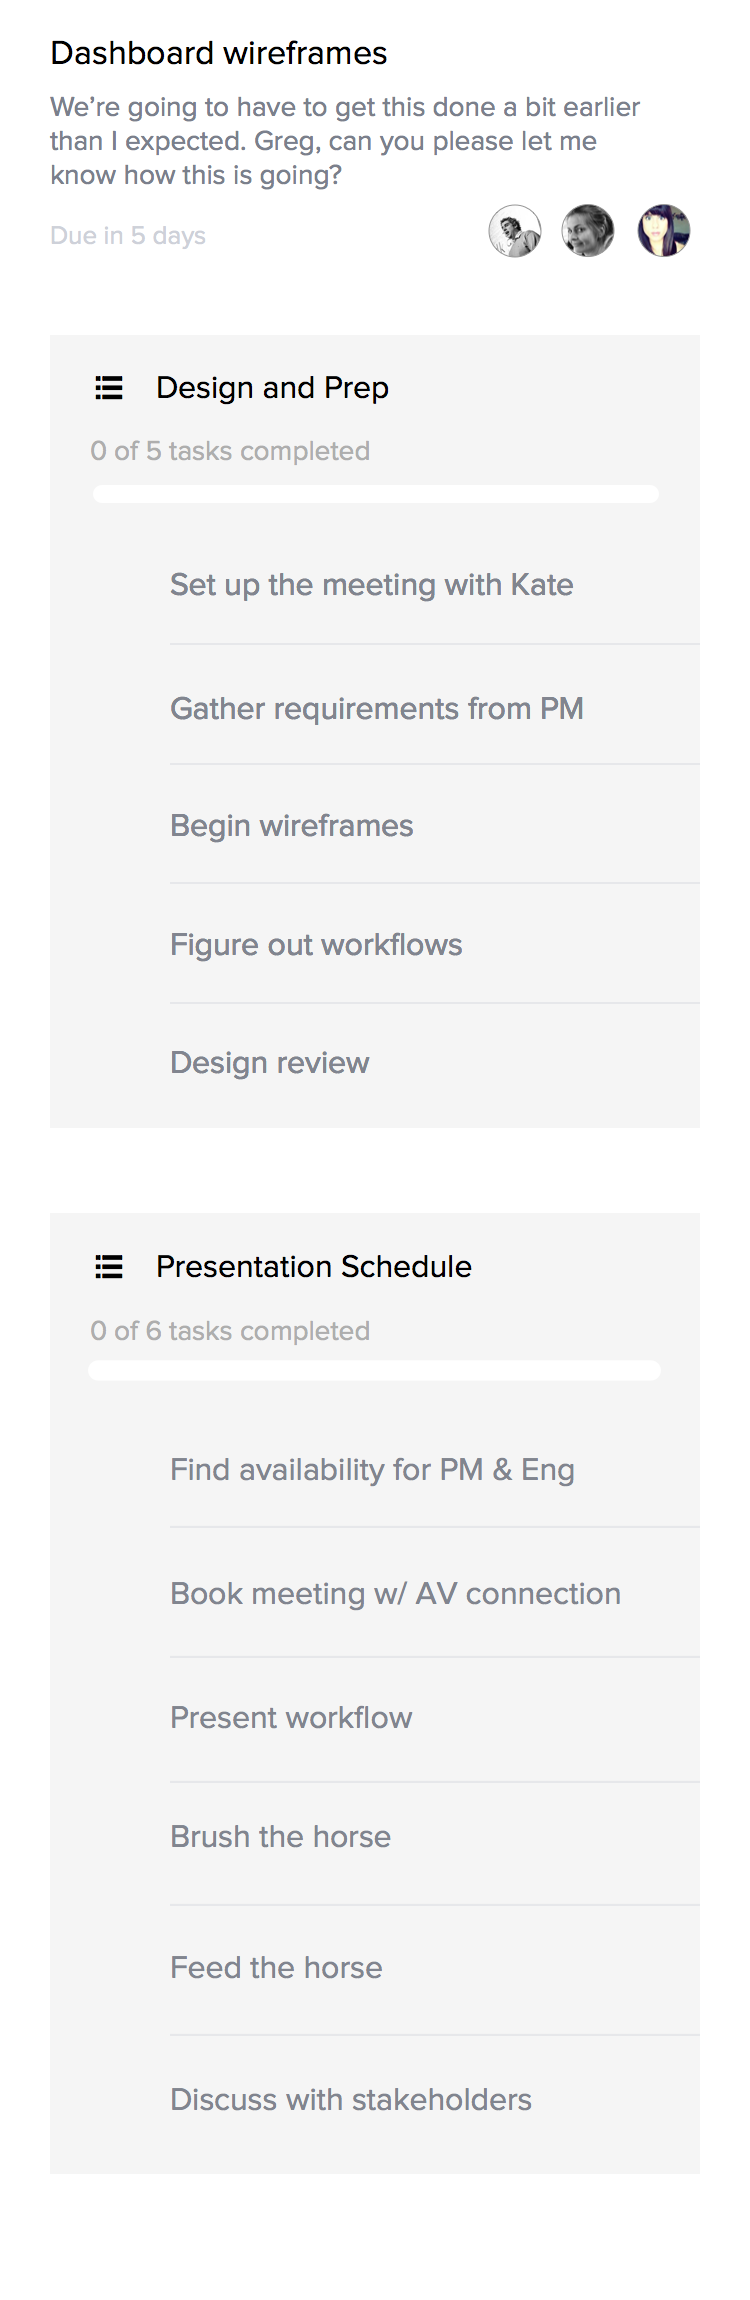 Dashboard wireframes
We’re going to have to get this done a bit earlier
than I expected. Greg, can you please let me
know how this is going?
Due in 5 days
Design and Prep
0 of 5 tasks completed
Set up the meeting with Kate
Gather requirements from PM
Begin wireframes
Figure out workflows
Design review
Presentation Schedule
0 of 6 tasks completed
Find availability for PM & Eng
Book meeting w/ AV connection
Present workflow
Brush the horse
Feed the horse
Discuss with stakeholders